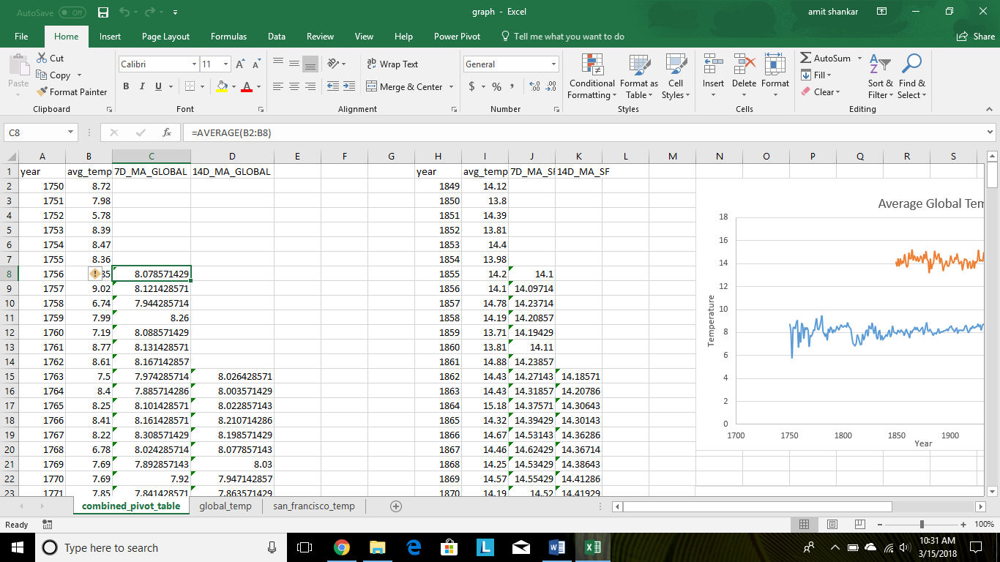 AutoSave Off graph - Excel amit shankar
File Home Insert Page Layout Formulas Data Review View Help Power Pivot Tell me what you want to do Share
Paste Cut Copy Format Painter
Calibri 11 A A B I U A
Wrap Text Merge & Center
General $ % ,
Conditional Formatting Format as Table Cell Styles
Insert Delete Format
AutoSum Fill Clear Sort & Filter Find & Select
Clipboard Font Alignment Number Styles Cells Editing
C8 fx =AVERAGE(B2:B8)
A B C D E F G H I J K L M N O P Q R S
1 year avg_temp 7D_MA_GLOBAL 14D_MA_GLOBAL year avg_temp 7D_MA_S 14D_MA_SF
2 1750 8.72 1849 14.12
3 1751 7.98 1850 13.8
4 1752 5.78 1851 14.39
5 1753 8.39 1852 13.81
6 1754 8.47 1853 14.4
7 1755 8.36 1854 13.98
8 1756 35 8.078571429 1855 14.2 14.1
9 1757 9.02 8.121428571 1856 14.1 14.09714
10 1758 6.74 7.944285714 1857 14.78 14.23714
11 1759 7.99 8.26 1858 14.19 14.20857
12 1760 7.19 8.088571429 1859 13.71 14.19429
13 1761 8.77 8.131428571 1860 13.81 14.11
14 1762 8.61 8.167142857 1861 14.88 14.23857
15 1763 7.5 7.974285714 8.026428571 1862 14.43 14.27143 14.18571
16 1764 8.4 7.885714286 8.003571429 1863 14.43 14.31857 14.20786
17 1765 8.25 8.101428571 8.022857143 1864 15.18 14.37571 14.30643
18 1766 8.41 8.161428571 8.210714286 1865 14.32 14.39429 14.30143
19 1767 8.22 8.308571429 8.198571429 1866 14.67 14.53143 14.36286
20 1768 6.78 8.024285714 8.077857143 1867 14.46 14.62429 14.36714
21 1769 7.69 7.892857143 8.03 1868 14.25 14.53429 14.38643
22 1770 7.69 7.92 7.947142857 1869 14.57 14.55429 14.41286
23 1771 7.85 7.841428571 7.863571429 1870 14.19 14.52 14.41929
Average Global Tem
18
16
14
12
10
8
6
4
2
0
Temperature
1700 1750 1800 1850 1900
Year
combined_pivot_table global_temp san_francisco_temp
Ready 100%
Type here to search L W 10:31 AM
3/15/2018